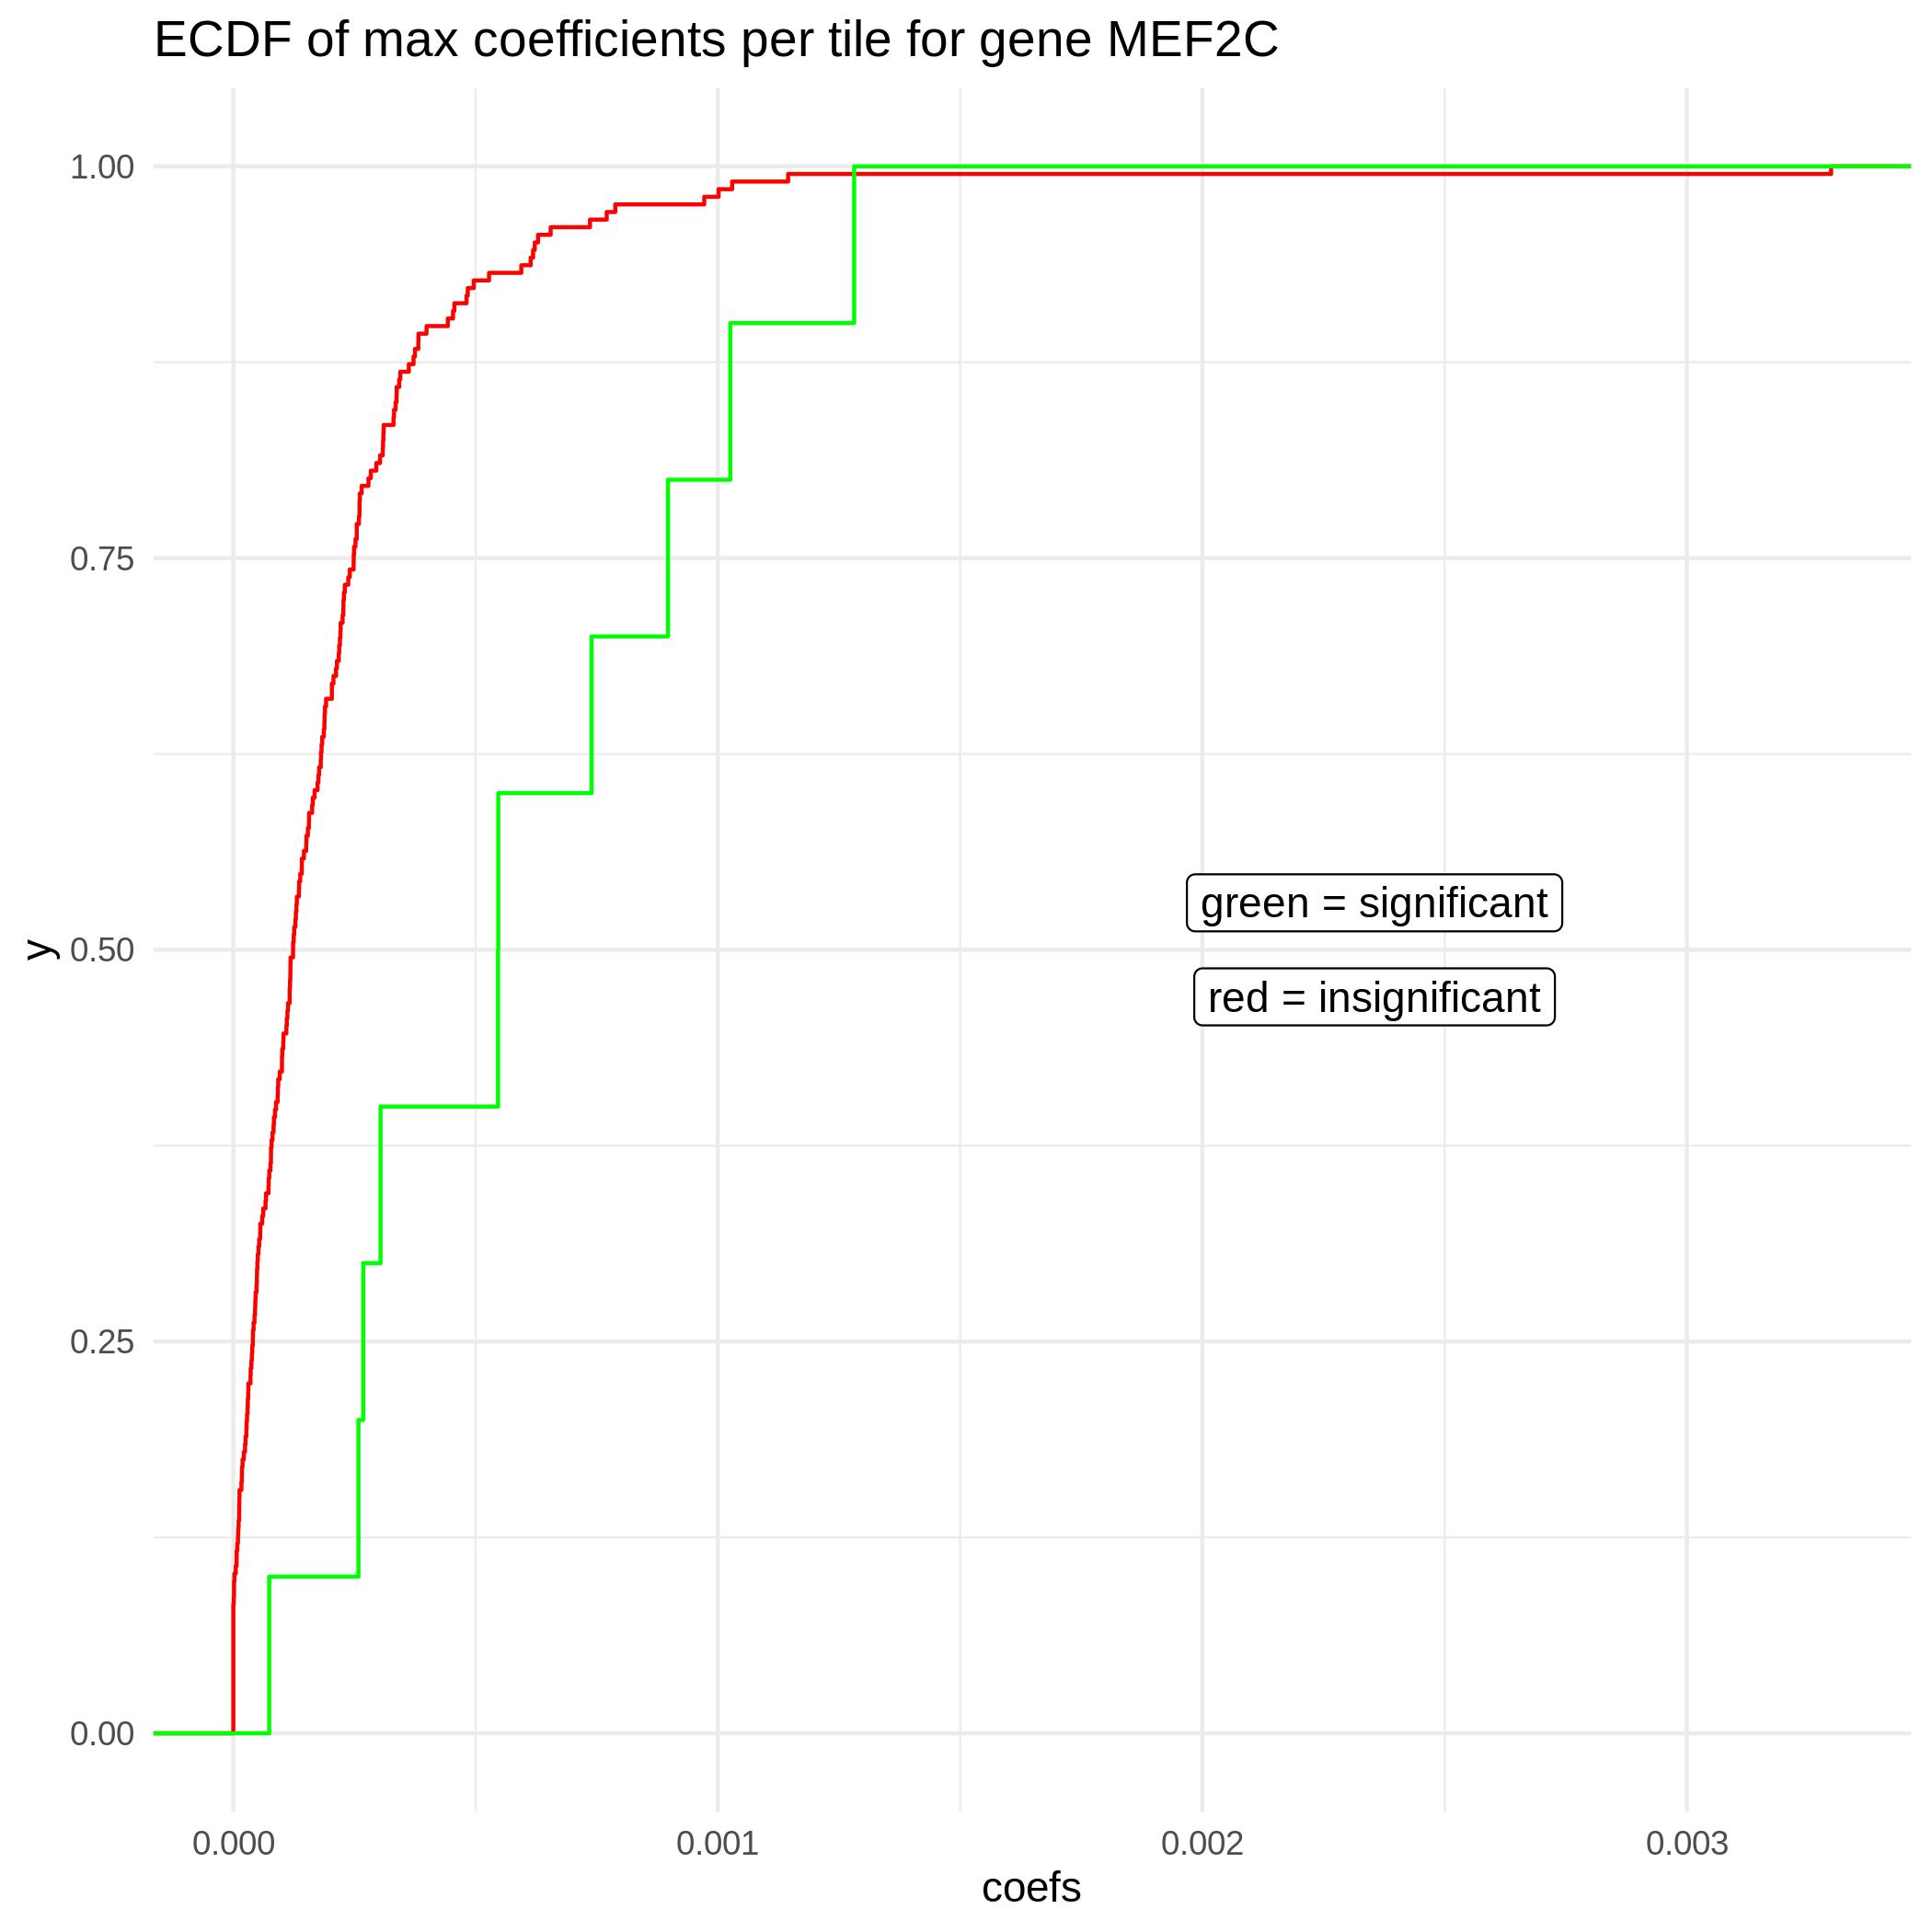 ECDF of max coefficients per tile for gene MEF2C
1.00
0.75
0.50
0.25
0.00
y
green = significant
red = insignificant
0.000 0.001 0.002 0.003
coefs